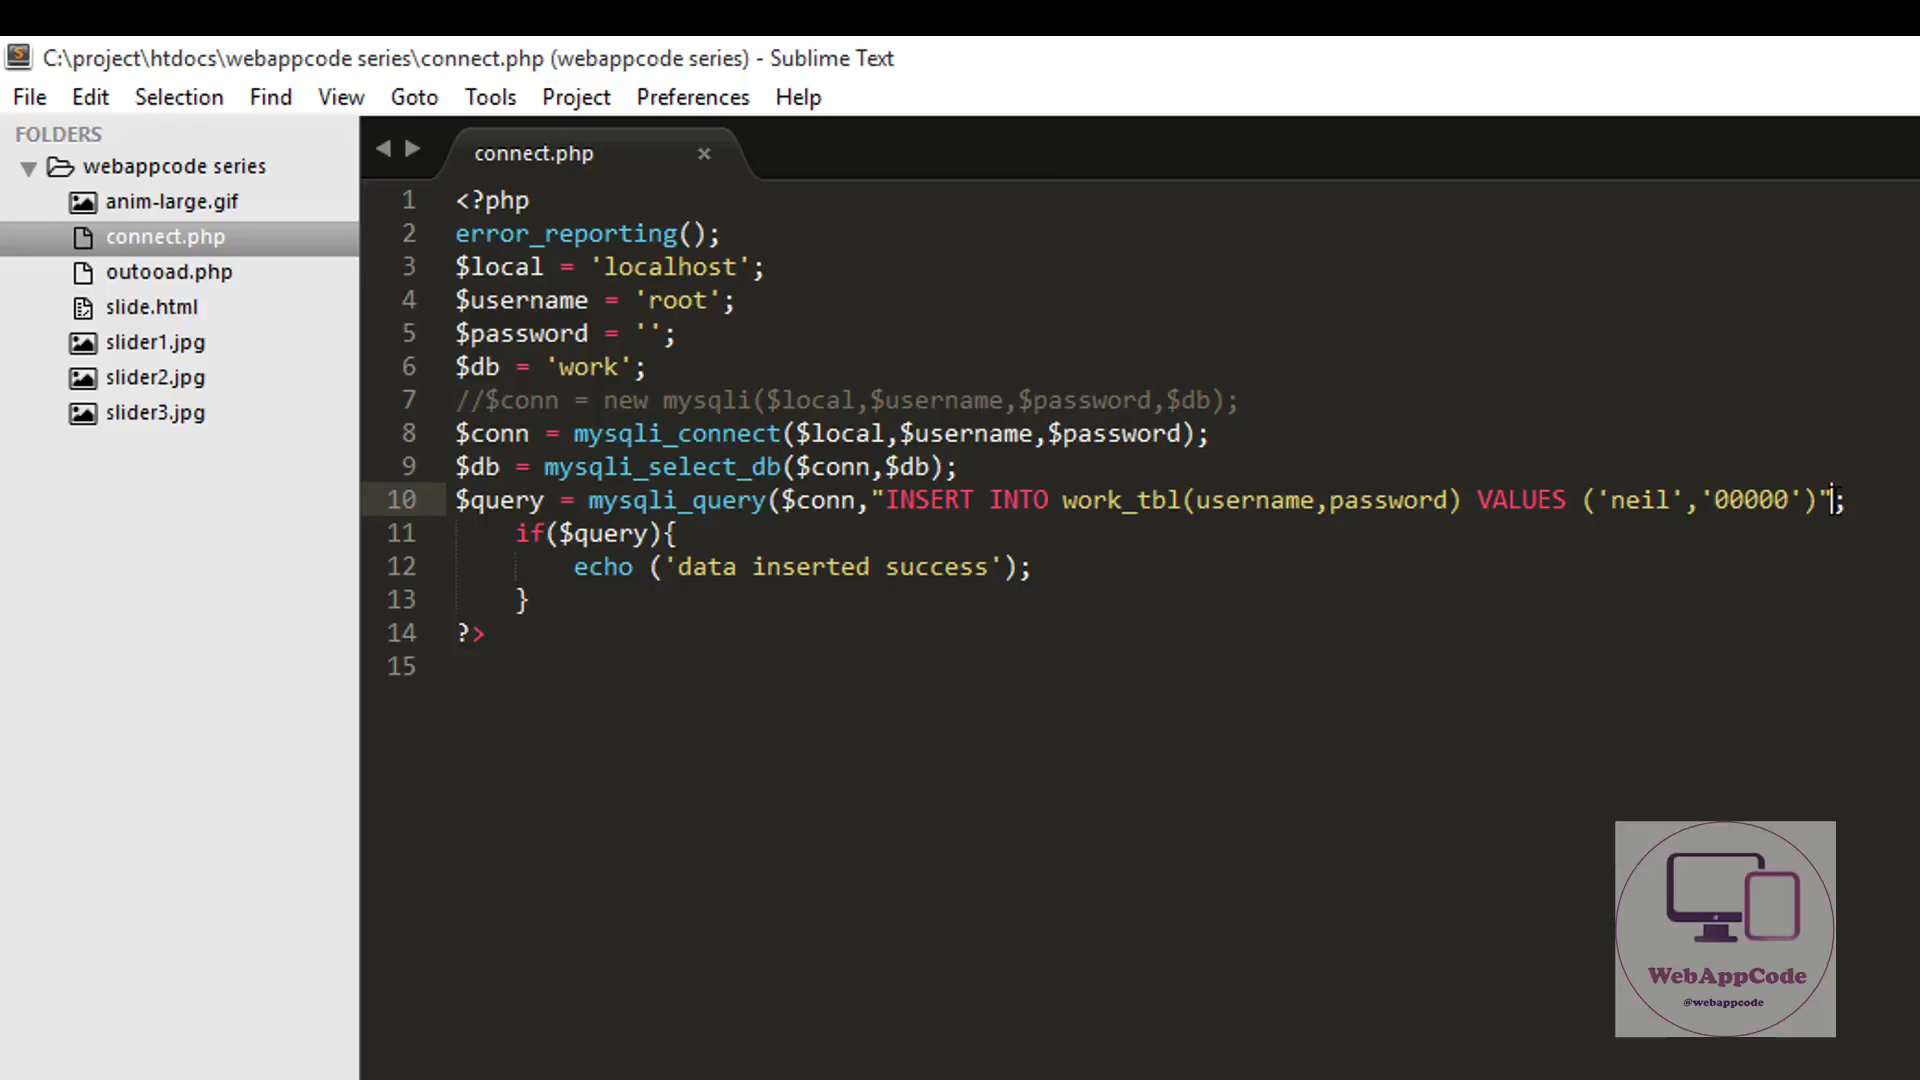 C:\project\htdocs\webappcode series\connect.php (webappcode series) - Sublime Text
File Edit Selection Find View Goto Tools Project Preferences Help
FOLDERS
webappcode series
anim-large.gif
connect.php
outooad.php
slide.html
slider1.jpg
slider2.jpg
slider3.jpg
connect.php
1 <?php
2 error_reporting();
3 $local = 'localhost';
4 $username = 'root';
5 $password = '';
6 $db = 'work';
7 //$conn = new mysqli($local,$username,$password,$db);
8 $conn = mysqli_connect($local,$username,$password);
9 $db = mysqli_select_db($conn,$db);
10 $query = mysqli_query($conn,"INSERT INTO work_tbl(username,password) VALUES ('neil','00000')";
11 if($query){
12 echo ('data inserted success');
13 }
14 ?>
15
WebAppCode
@webappcode